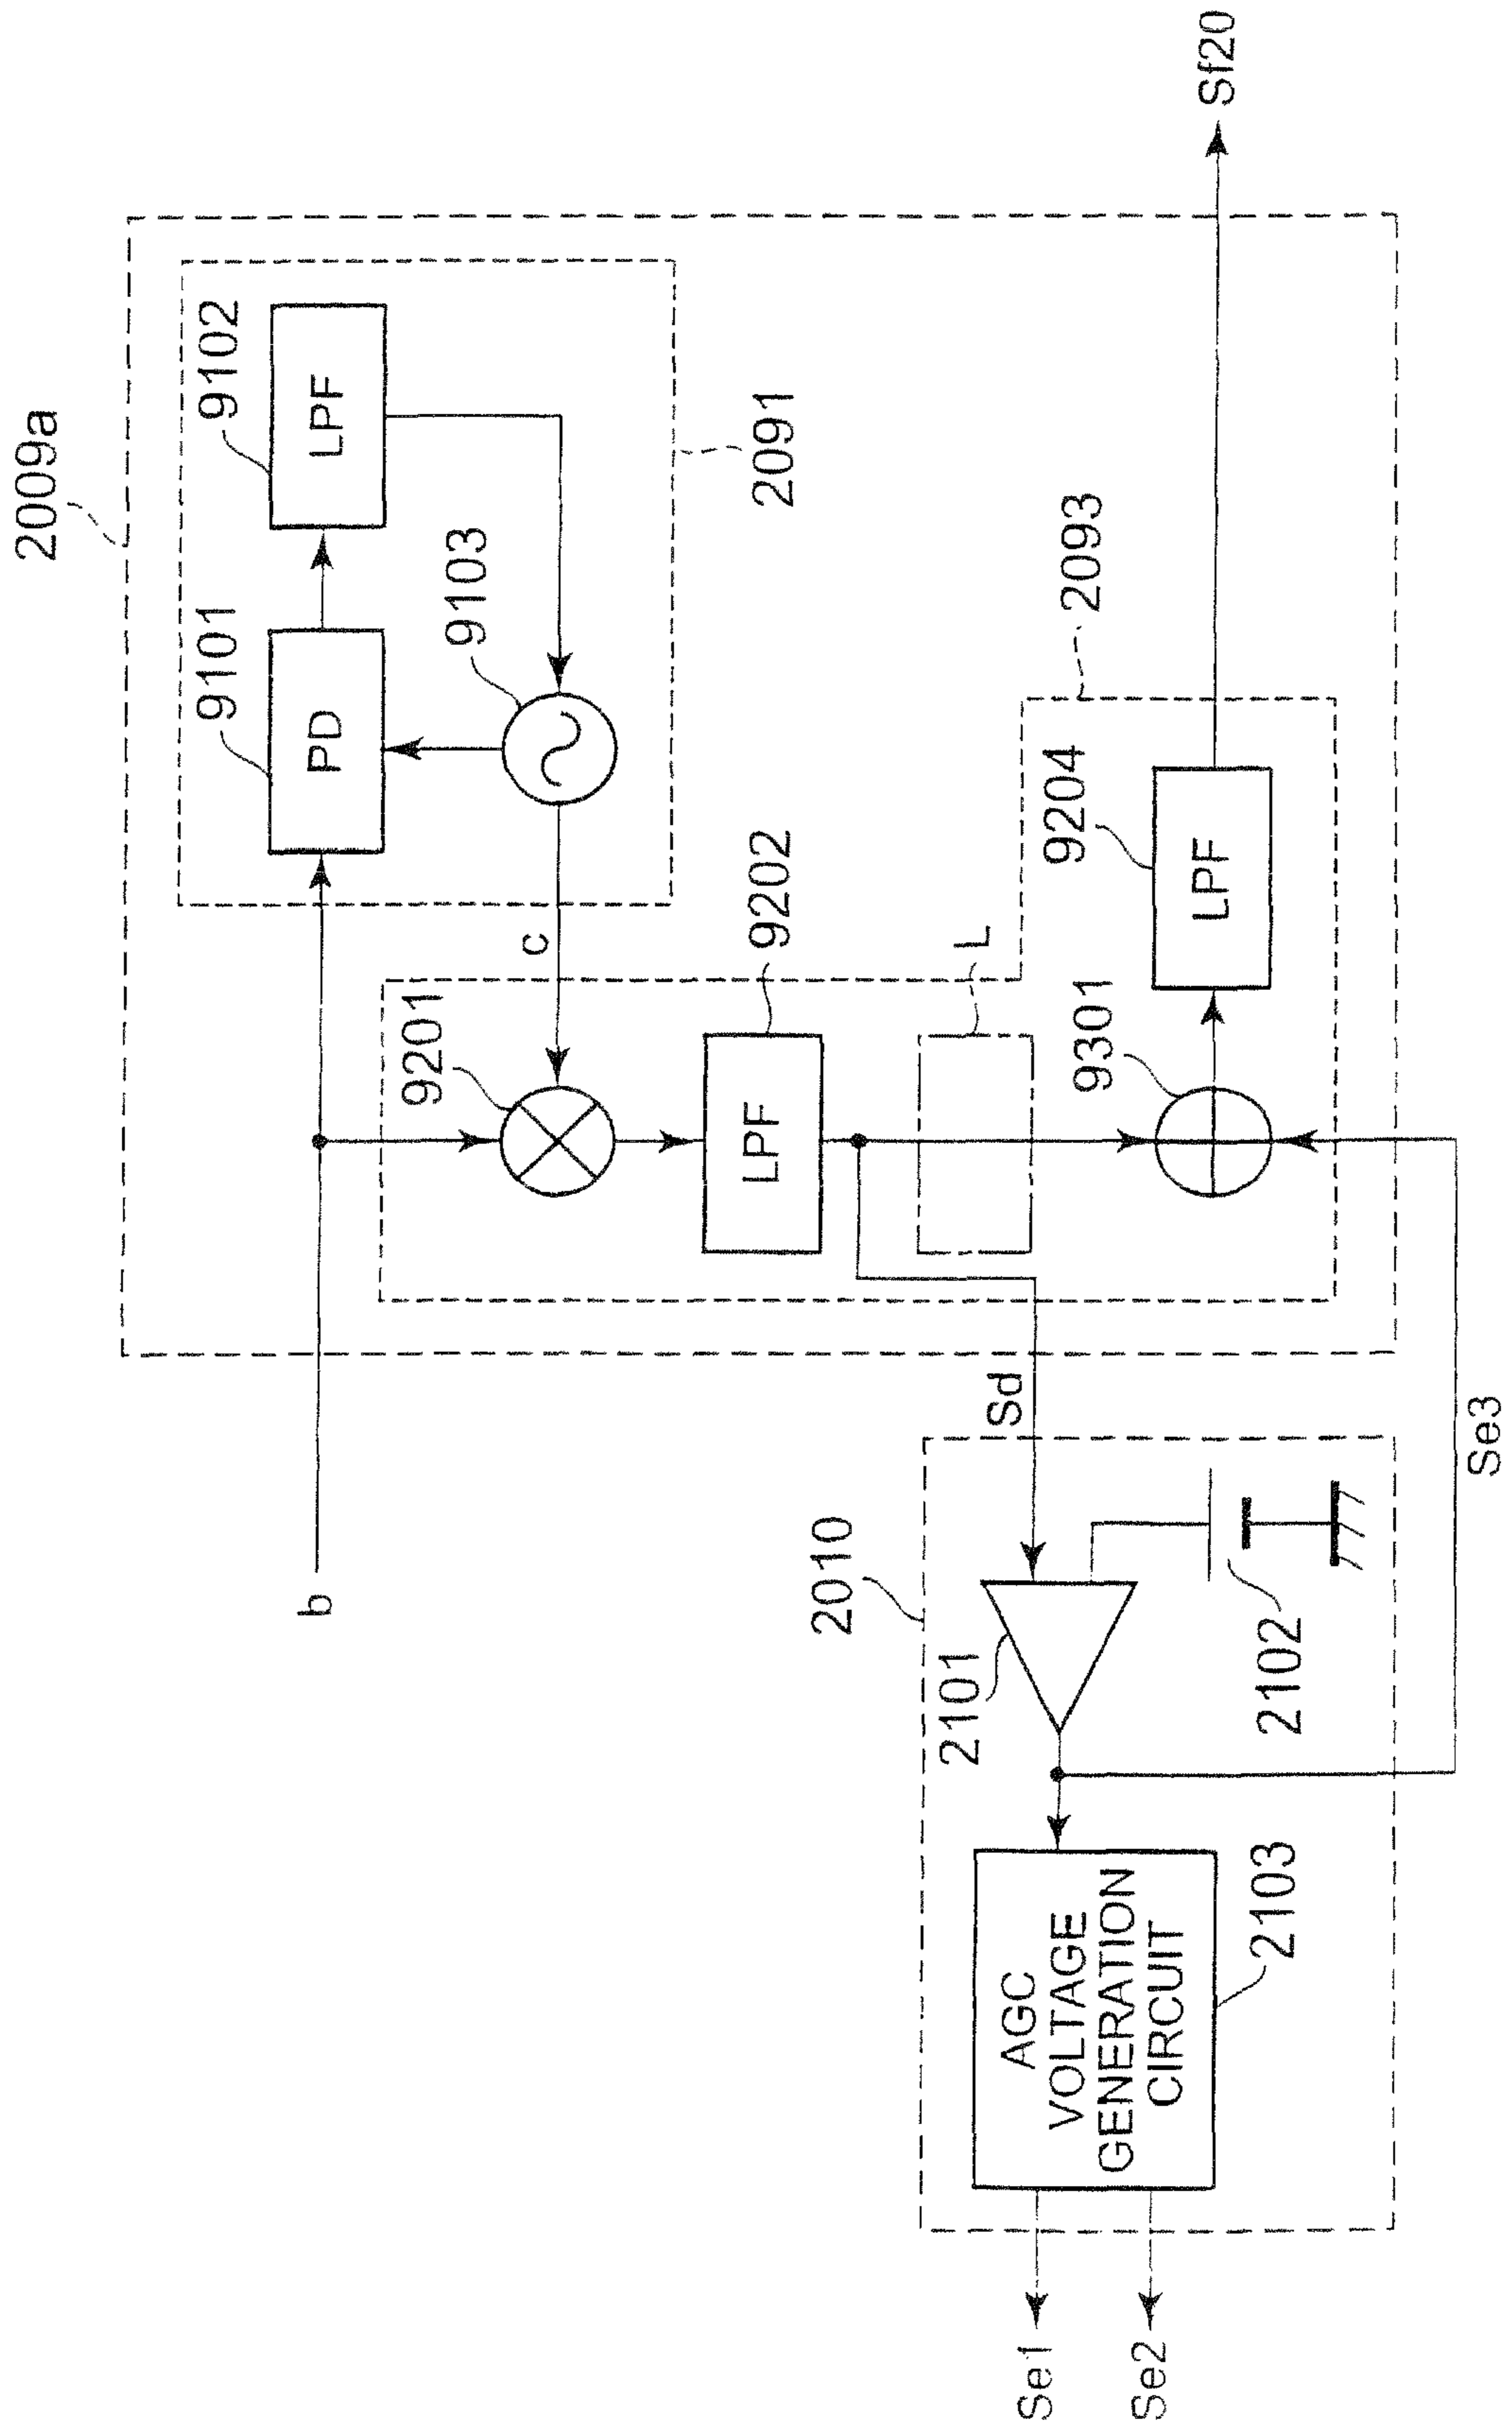 2009a
9101
PD
9102
LPF
9103
2091
b
c
9201
9202
LPF
L
2093
9301
9204
LPF
Sf20
Sd
2010
2101
2102
AGC
VOLTAGE
GENERATION
CIRCUIT
2103
Se1
Se2
Se3